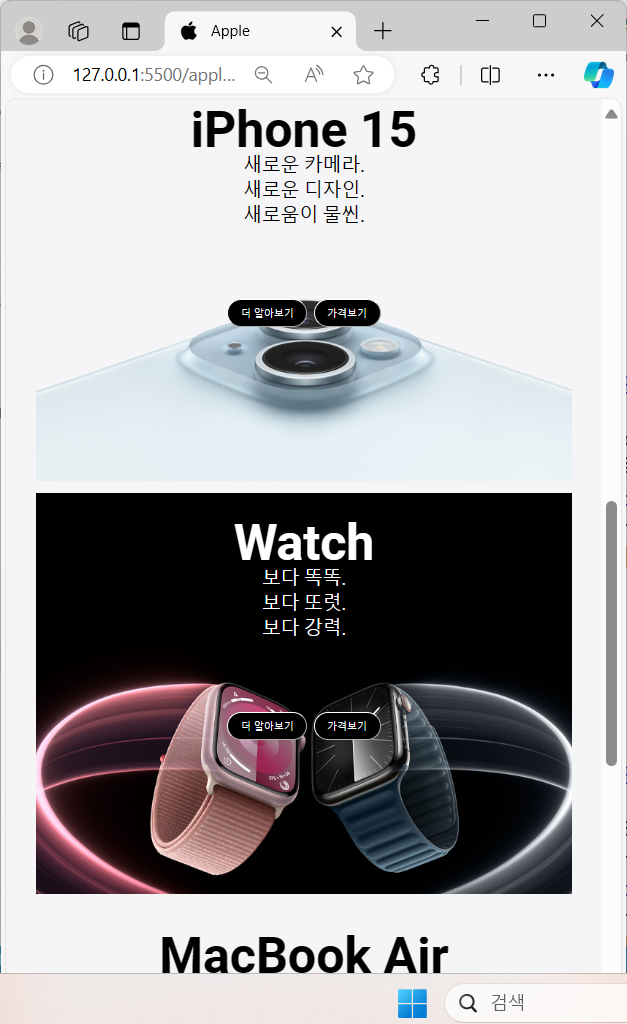 Apple
127.0.0.1:5500/appl...
iPhone 15
새로운 카메라.
새로운 디자인.
새로움이 물씬.
더 알아보기
가격보기
Watch
보다 똑똑.
보다 또렷.
보다 강력.
더 알아보기
가격보기
MacBook Air
검색